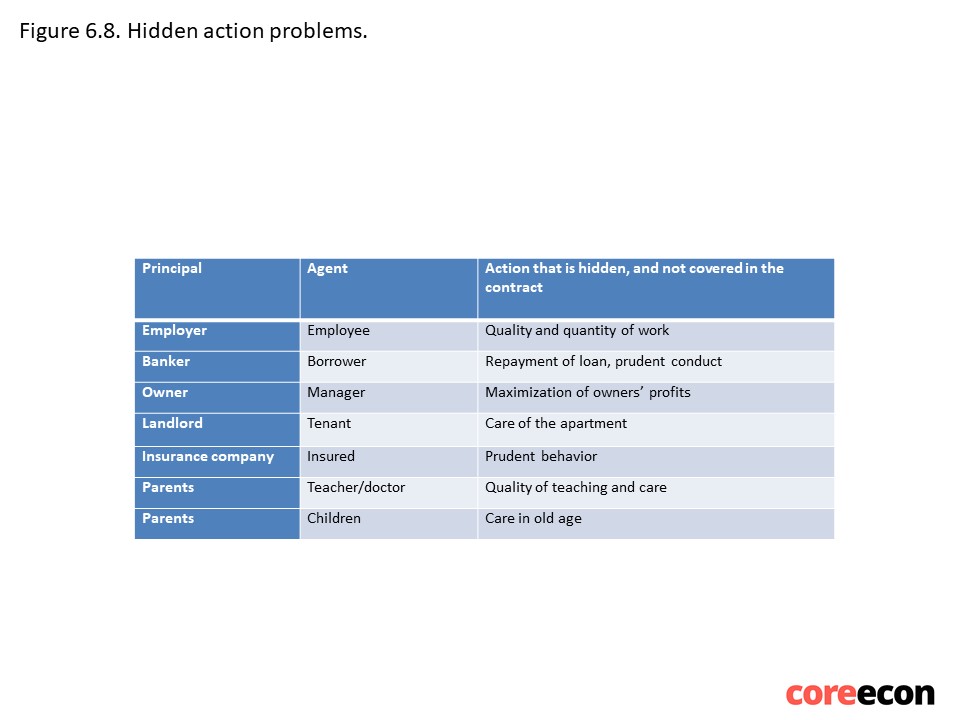 Figure 6.8. Hidden action problems.
Principal Agent Action that is hidden, and not covered in the
contract
Employer Employee Quality and quantity of work
Banker Borrower Repayment of loan, prudent conduct
Owner Manager Maximization of owners’ profits
Landlord Tenant Care of the apartment
Insurance company Insured Prudent behavior
Parents Teacher/doctor Quality of teaching and care
Parents Children Care in old age
coreecon